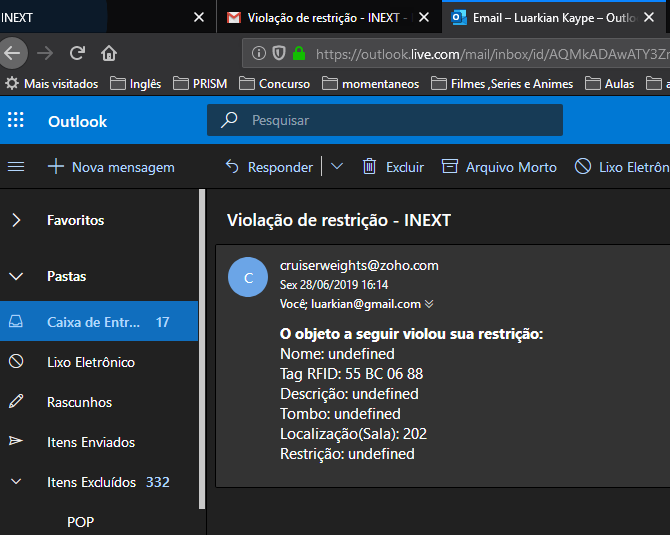 INEXT
Violação de restrição - INEXT -
Email – Luarkian Kaype – Outlo
https://outlook.live.com/mail/inbox/id/AQMkADAwATY3Zr
Mais visitados Inglês PRISM Concurso momentaneos Filmes ,Series e Animes Aulas
Outlook
Pesquisar
Nova mensagem
Responder Excluir Arquivo Morto Lixo Eletrôn
Favoritos
Pastas
Caixa de Entr... 17
Lixo Eletrônico
Rascunhos
Itens Enviados
Itens Excluídos 332
POP
Violação de restrição - INEXT
C
cruiserweights@zoho.com
Sex 28/06/2019 16:14
Você; luarkian@gmail.com
O objeto a seguir violou sua restrição:
Nome: undefined
Tag RFID: 55 BC 06 88
Descrição: undefined
Tombo: undefined
Localização(Sala): 202
Restrição: undefined